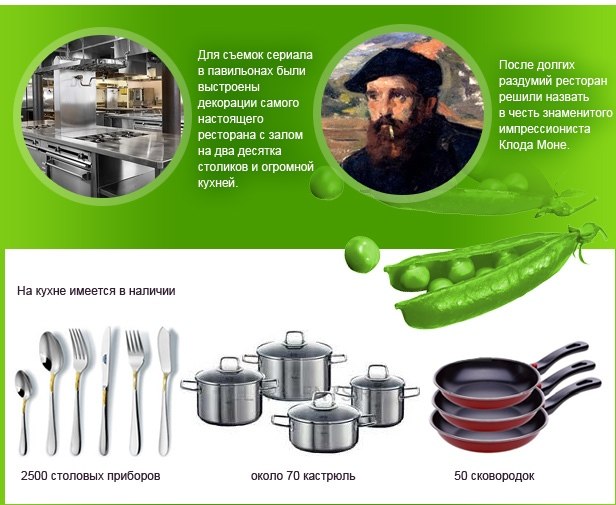 Для съемок сериала
в павильонах были
выстроены
декорации самого
настоящего
ресторана с залом
на два десятка
столиков и огромной
кухней.
После долгих
раздумий ресторан
решили назвать
в честь знаменитого
импрессиониста
Клода Моне.
На кухне имеется в наличии
2500 столовых приборов
около 70 кастрюль
50 сковородок